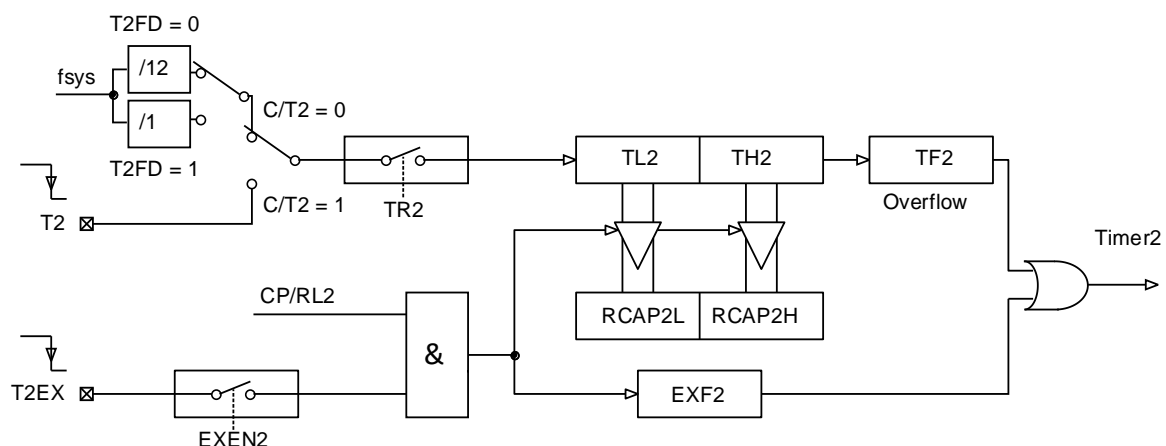 T2FD = 0
/12
fsys
C/T2 = 0
/1
T2FD = 1
TL2
TH2
TF2
Overflow
C/T2 = 1
TR2
T2
Timer2
CP/RL2
RCAP2L
RCAP2H
&
T2EX
EXF2
EXEN2